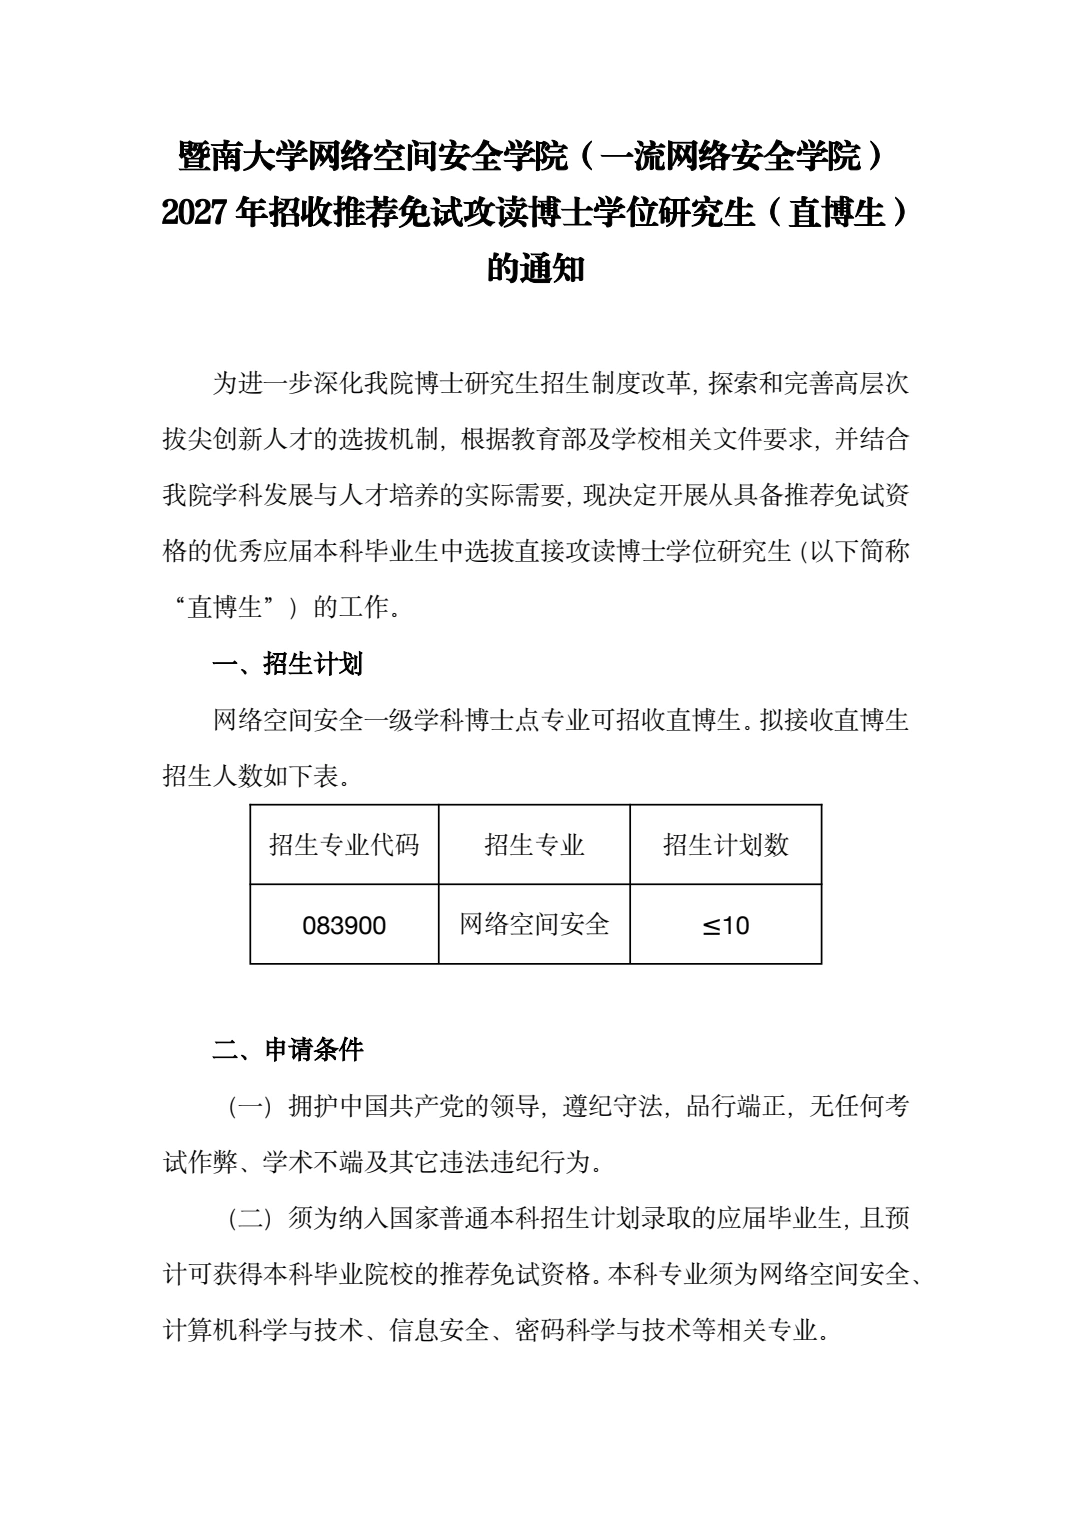 暨南大学网络空间安全学院（一流网络安全学院）
2027 年招收推荐免试攻读博士学位研究生（直博生）
的通知
为进一步深化我院博士研究生招生制度改革，探索和完善高层次
拔尖创新人才的选拔机制，根据教育部及学校相关文件要求，并结合
我院学科发展与人才培养的实际需要，现决定开展从具备推荐免试资
格的优秀应届本科毕业生中选拔直接攻读博士学位研究生（以下简称
“直博生”）的工作。
一、招生计划
网络空间安全一级学科博士点专业可招收直博生。拟接收直博生
招生人数如下表。
招生专业代码 招生专业 招生计划数
083900 网络空间安全 ≤10
二、申请条件
（一）拥护中国共产党的领导，遵纪守法，品行端正，无任何考
试作弊、学术不端及其它违法违纪行为。
（二）须为纳入国家普通本科招生计划录取的应届毕业生，且预
计可获得本科毕业院校的推荐免试资格。本科专业须为网络空间安全、
计算机科学与技术、信息安全、密码科学与技术等相关专业。